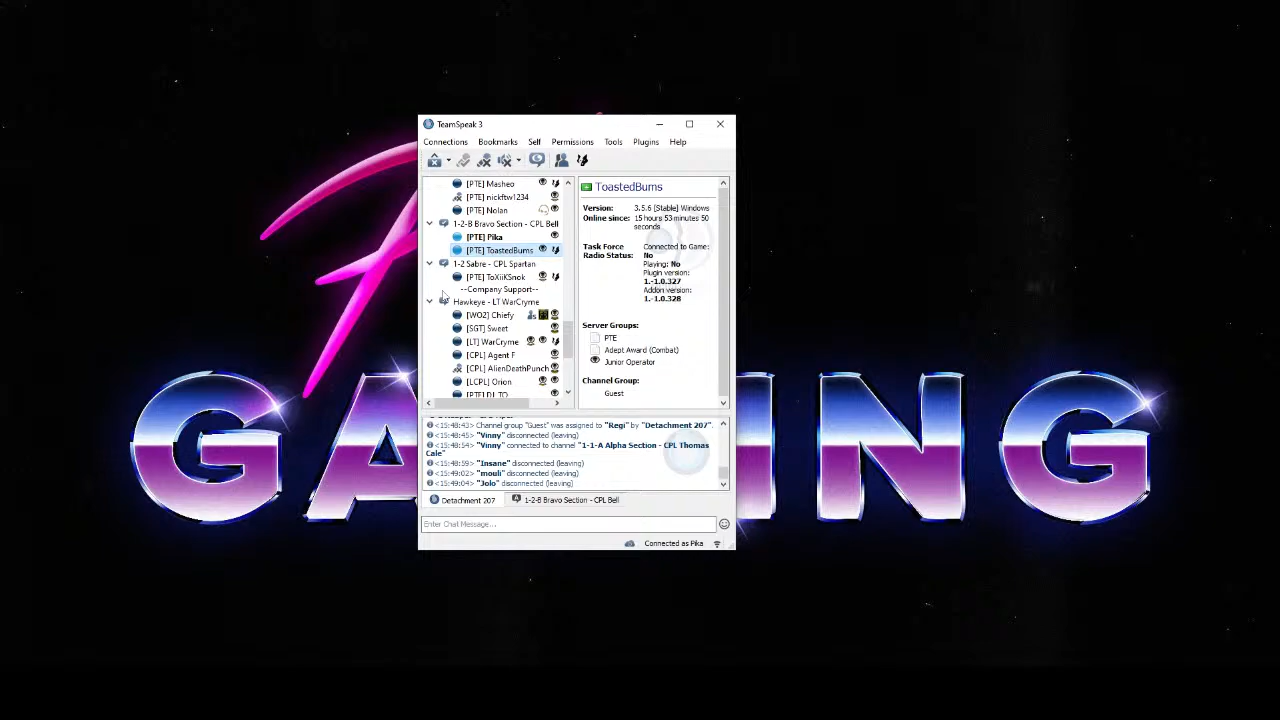 TeamSpeak 3
Connections Bookmarks Self Permissions Tools Plugins Help
[PTE] Masheo
[PTE] nickftw1234
[PTE] Nolan
1-2-B Bravo Section - CPL Bell
[PTE] Pika
[PTE] ToastedBums
1-2 Sabre - CPL Spartan
[PTE] ToXiiKSnok
--Company Support--
Hawkeye - LT WarCryme
[WO2] Chiefy
[SGT] Sweet
[LT] WarCryme
[CPL] Agent F
[CPL] AlienDeathPunch
[LCPL] Orion
ToastedBums
Version: 3.5.6 [Stable] Windows
Online since: 15 hours 53 minutes 50
seconds
Task Force Connected to Game:
Radio Status: No
Playing: No
Plugin version:
1.-1.0.327
Addon version:
1.-1.0.328
Server Groups:
PTE
Adept Award (Combat)
Junior Operator
Channel Group:
Guest
<15:48:43> Channel group "Guest" was assigned to "Regi" by "Detachment 207".
<15:48:45> "Vinny" disconnected (leaving)
<15:48:54> "Vinny" connected to channel "1-1-A Alpha Section - CPL Thomas
Cale"
<15:48:59> "Insane" disconnected (leaving)
<15:49:02> "mouli" disconnected (leaving)
<15:49:04> "Jolo" disconnected (leaving)
Detachment 207 1-2-B Bravo Section - CPL Bell
Enter Chat Message...
Connected as Pika